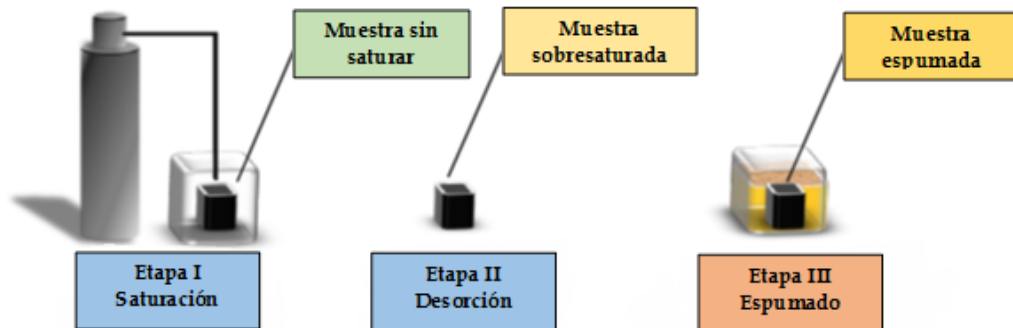 Muestra sin
saturar
Muestra
sobresaturada
Muestra
espumada
Etapa I
Saturación
Etapa II
Desorción
Etapa III
Espumado